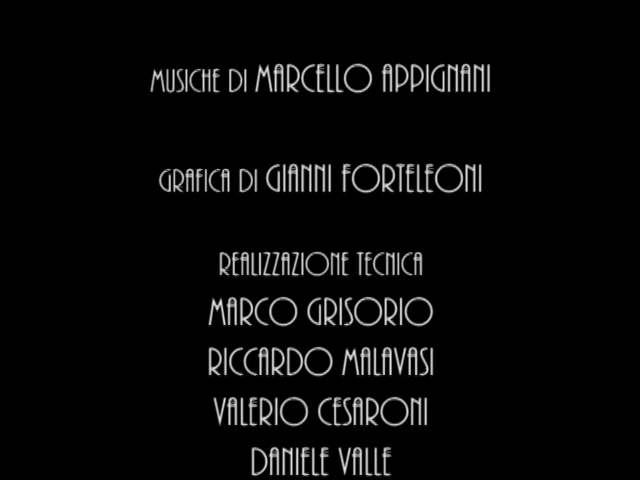 MUSICHE DI MARCELLO APPIGNANI
GRAFICA DI GIANNI FORTELEONI
REALIZZAZIONE TECNICA
MARCO GRISORIO
RICCARDO MALAVASI
VALERIO CESARONI
DANIELE VALLE